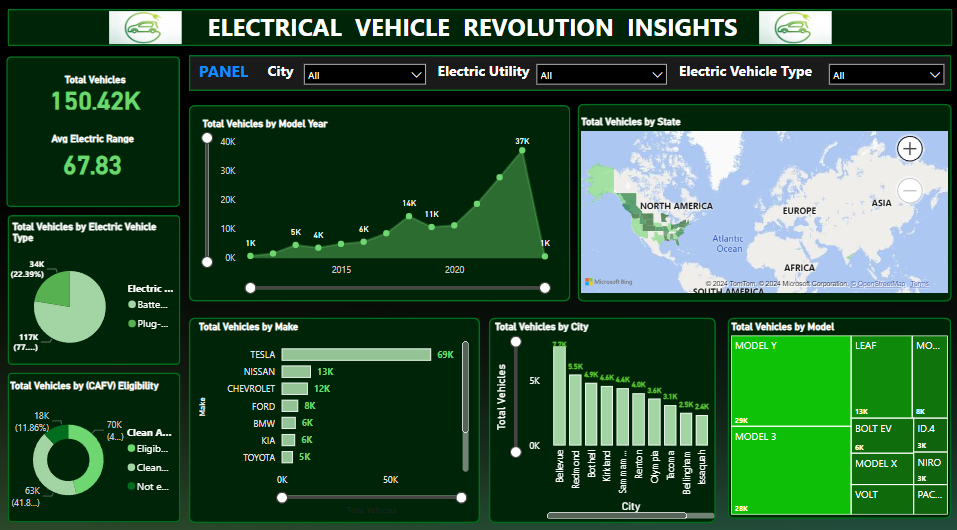 ELECTRICAL VEHICLE REVOLUTION INSIGHTS
PANEL
City
All
Electric Utility
All
Electric Vehicle Type
All
Total Vehicles
150.42K
Avg Electric Range
67.83
Total Vehicles by Model Year
40K
30K
20K
10K
0K
1K
5K
4K
6K
14K
11K
37K
1K
2015
2020
Total Vehicles by State
NORTH AMERICA
EUROPE
ASIA
Atlantic
Ocean
AFRICA
SOUTH AMERICA
Microsoft Bing
© 2024 TomTom, © 2024 Microsoft Corporation, © OpenStreetMap Terms
Total Vehicles by Electric Vehicle
Type
34K
(22.39%)
117K
(77....)
Electric ...
Batte...
Plug-...
Total Vehicles by (CAFV) Eligibility
18K
(11.86%)
70K
(4...)
63K
(41.8...)
Clean A...
Eligib...
Clean...
Not e...
Total Vehicles by Make
Make
TESLA 69K
NISSAN 13K
CHEVROLET 12K
FORD 8K
BMW 6K
KIA 6K
TOYOTA 5K
0K
50K
Total Vehicles
Total Vehicles by City
Total Vehicles
5K
0K
7.7K
5.5K
4.9K
4.6K
4.4K
4.0K
3.6K
3.1K
2.5K
2.4K
Bellevue
Redmond
Bothell
Kirkland
Sammam...
Renton
Olympia
Tacoma
Bellingham
Issaquah
City
Total Vehicles by Model
MODEL Y
29K
MODEL 3
28K
LEAF
13K
MO...
8K
BOLT EV
6K
ID.4
3K
MODEL X
NIRO
3K
VOLT
PAC...